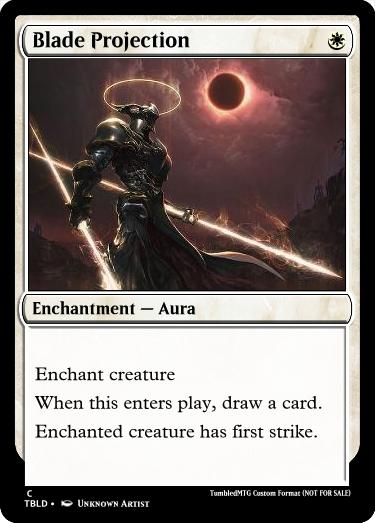 Blade Projection
Enchantment — Aura
Enchant creature
When this enters play, draw a card.
Enchanted creature has first strike.
C
TumbledMTG Custom Format (NOT FOR SALE)
TBLD • Unknown Artist